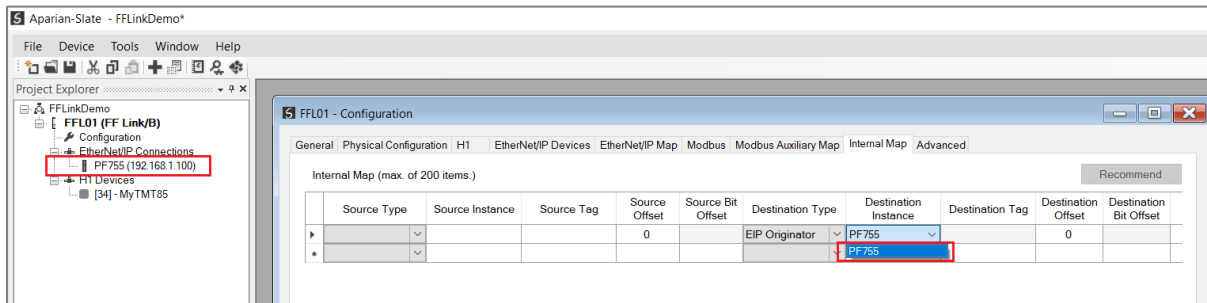 Aparian-Slate - FFLinkDemo*
File Device Tools Window Help
Project Explorer
FFLinkDemo
FFL01 (FF Link/B)
Configuration
EtherNet/IP Connections
PF755 (192.168.1.100)
H1 Devices
[34] - MyTMT85
FFL01 - Configuration
General Physical Configuration H1 EtherNet/IP Devices EtherNet/IP Map Modbus Modbus Auxiliary Map Internal Map Advanced
Internal Map (max. of 200 items.) Recommend
Source Type Source Instance Source Tag Source Offset Source Bit Offset Destination Type Destination Instance Destination Tag Destination Offset Destination Bit Offset
0 EIP Originator PF755 0
PF755